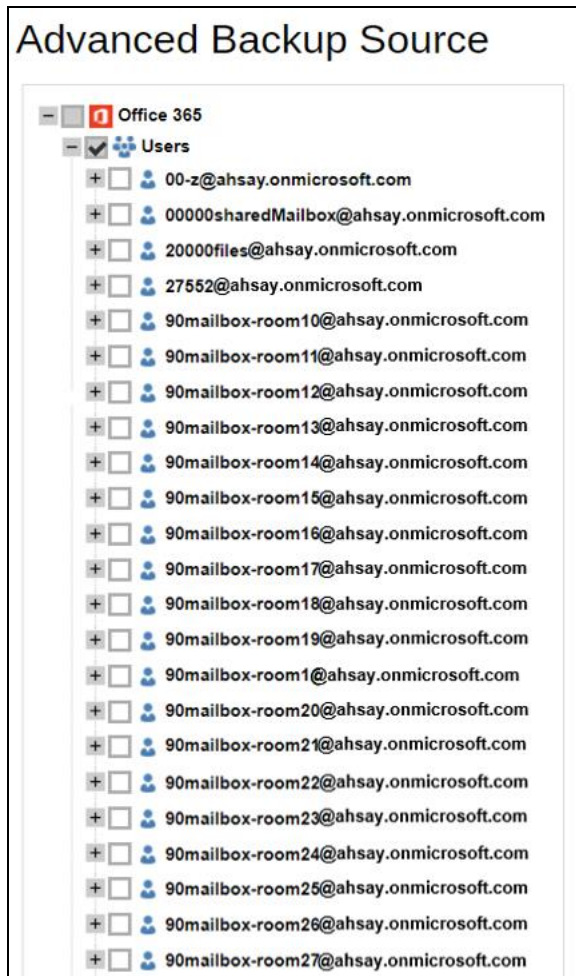 Advanced Backup Source
Office 365
Users
00-z@ahsay.onmicrosoft.com
00000sharedMailbox@ahsay.onmicrosoft.com
20000files@ahsay.onmicrosoft.com
27552@ahsay.onmicrosoft.com
90mailbox-room10@ahsay.onmicrosoft.com
90mailbox-room11@ahsay.onmicrosoft.com
90mailbox-room12@ahsay.onmicrosoft.com
90mailbox-room13@ahsay.onmicrosoft.com
90mailbox-room14@ahsay.onmicrosoft.com
90mailbox-room15@ahsay.onmicrosoft.com
90mailbox-room16@ahsay.onmicrosoft.com
90mailbox-room17@ahsay.onmicrosoft.com
90mailbox-room18@ahsay.onmicrosoft.com
90mailbox-room19@ahsay.onmicrosoft.com
90mailbox-room1@ahsay.onmicrosoft.com
90mailbox-room20@ahsay.onmicrosoft.com
90mailbox-room21@ahsay.onmicrosoft.com
90mailbox-room22@ahsay.onmicrosoft.com
90mailbox-room23@ahsay.onmicrosoft.com
90mailbox-room24@ahsay.onmicrosoft.com
90mailbox-room25@ahsay.onmicrosoft.com
90mailbox-room26@ahsay.onmicrosoft.com
90mailbox-room27@ahsay.onmicrosoft.com